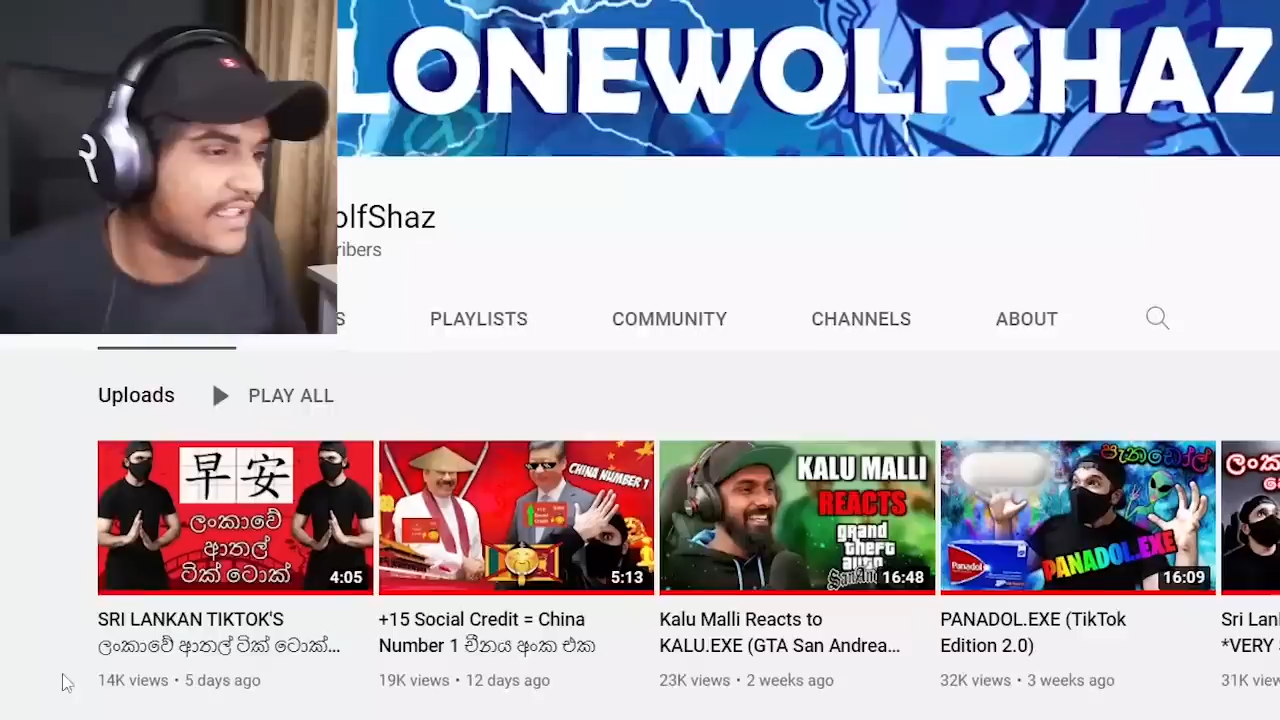 LONEWOLFSHAZ
olfShaz
ribers
S
PLAYLISTS
COMMUNITY
CHANNELS
ABOUT
Uploads
PLAY ALL
早安
ලංකාවේ
ආතල්
ටික් ටොක්
4:05
CHINA NUMBER 1
5:13
KALU MALLI
REACTS
grand
theft
auto
San
16:48
පැනඩෝල්
Panadol
PANADOL.EXE
16:09
SRI LANKAN TIKTOK'S
ලංකාවේ ආතල් ටික් ටොක්...
14K views • 5 days ago
+15 Social Credit = China
Number 1 චීනය අංක එක
19K views • 12 days ago
Kalu Malli Reacts to
KALU.EXE (GTA San Andrea...
23K views • 2 weeks ago
PANADOL.EXE (TikTok
Edition 2.0)
32K views • 3 weeks ago
Sri Lan
*VERY
31K view